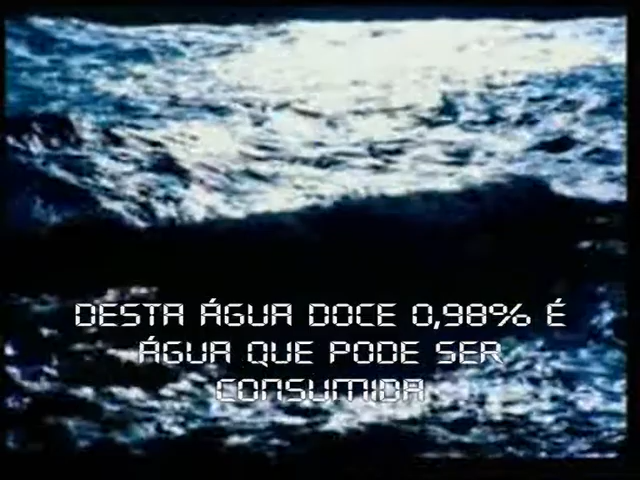 DESTA ÁGUA DOCE 0,98% É
ÁGUA QUE PODE SER
CONSUMIDA